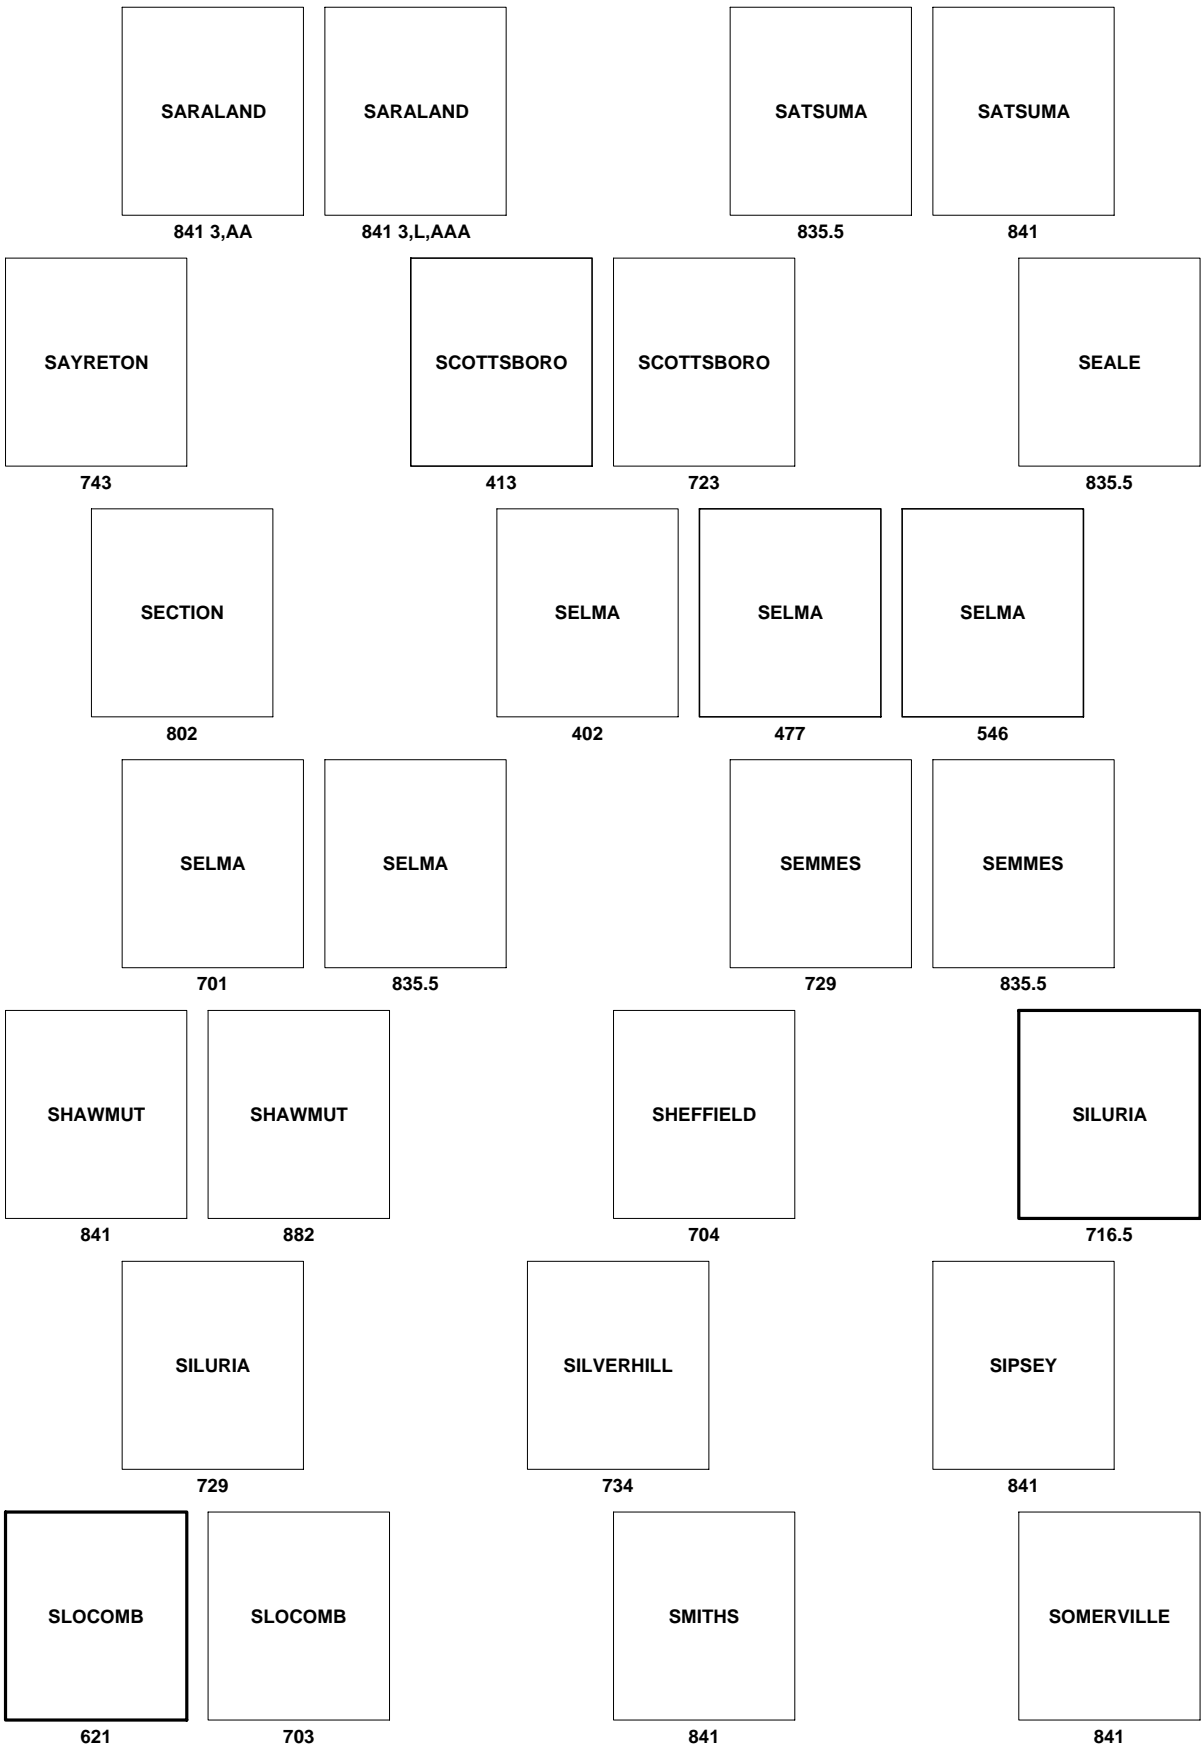 SARALAND SARALAND SATSUMA SATSUMA
841 3,AA 841 3,L,AAA 835.5 841
SAYRETON SCOTTSBORO SCOTTSBORO SEALE
743 413 723 835.5
SECTION SELMA SELMA SELMA
802 402 477 546
SELMA SELMA SEMMES SEMMES
701 835.5 729 835.5
SHAWMUT SHAWMUT SHEFFIELD SILURIA
841 882 704 716.5
SILURIA SILVERHILL SIPSEY
729 734 841
SLOCOMB SLOCOMB SMITHS SOMERVILLE
621 703 841 841